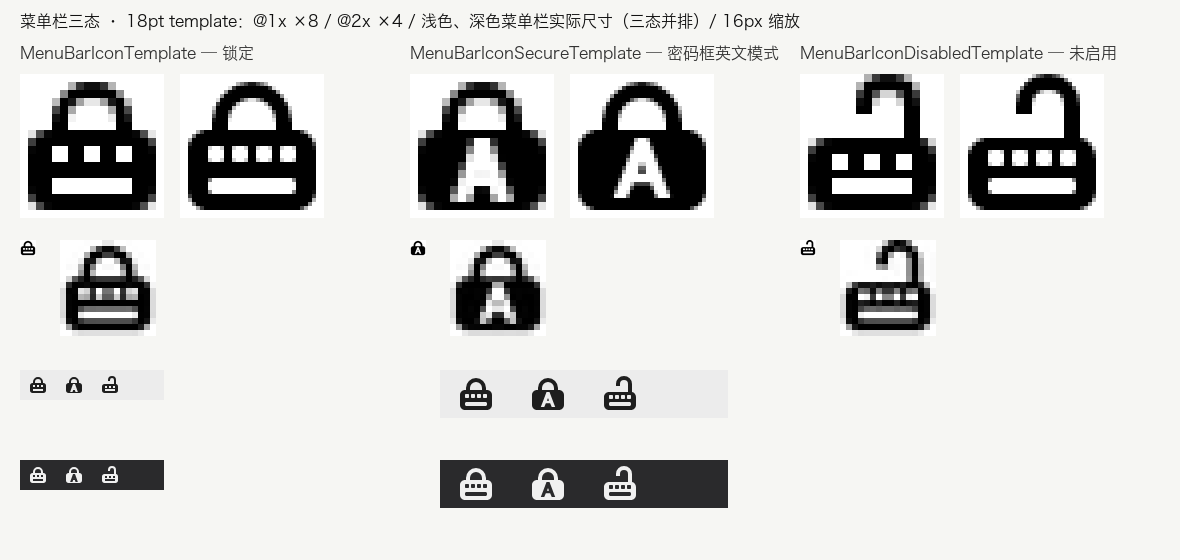 菜单栏三态 · 18pt template：@1x ×8 / @2x ×4 / 浅色、深色菜单栏实际尺寸（三态并排）/ 16px 缩放
MenuBarIconTemplate — 锁定
MenuBarIconSecureTemplate — 密码框英文模式
MenuBarIconDisabledTemplate — 未启用
A
A
A
A
A
A
A
A